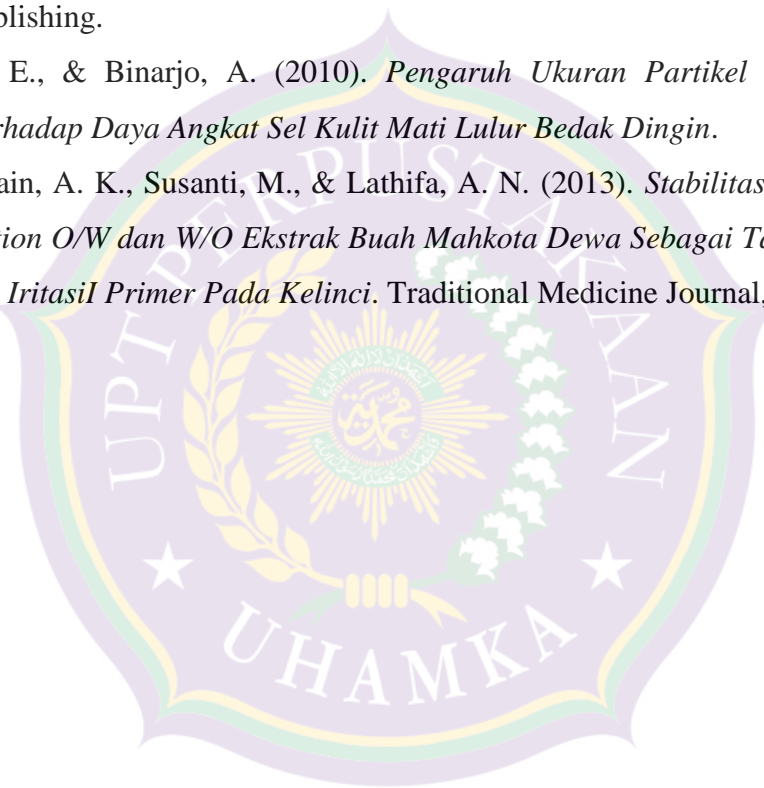 blishing.
E., & Binarjo, A. (2010). Pengaruh Ukuran Partikel
rhadap Daya Angkat Sel Kulit Mati Lulur Bedak Dingin.
ain, A. K., Susanti, M., & Lathifa, A. N. (2013). Stabilitas
tion O/W dan W/O Ekstrak Buah Mahkota Dewa Sebagai Ta
IritasiI Primer Pada Kelinci. Traditional Medicine Journal,
UPT PERPUSTAKAAN
UHAMKA